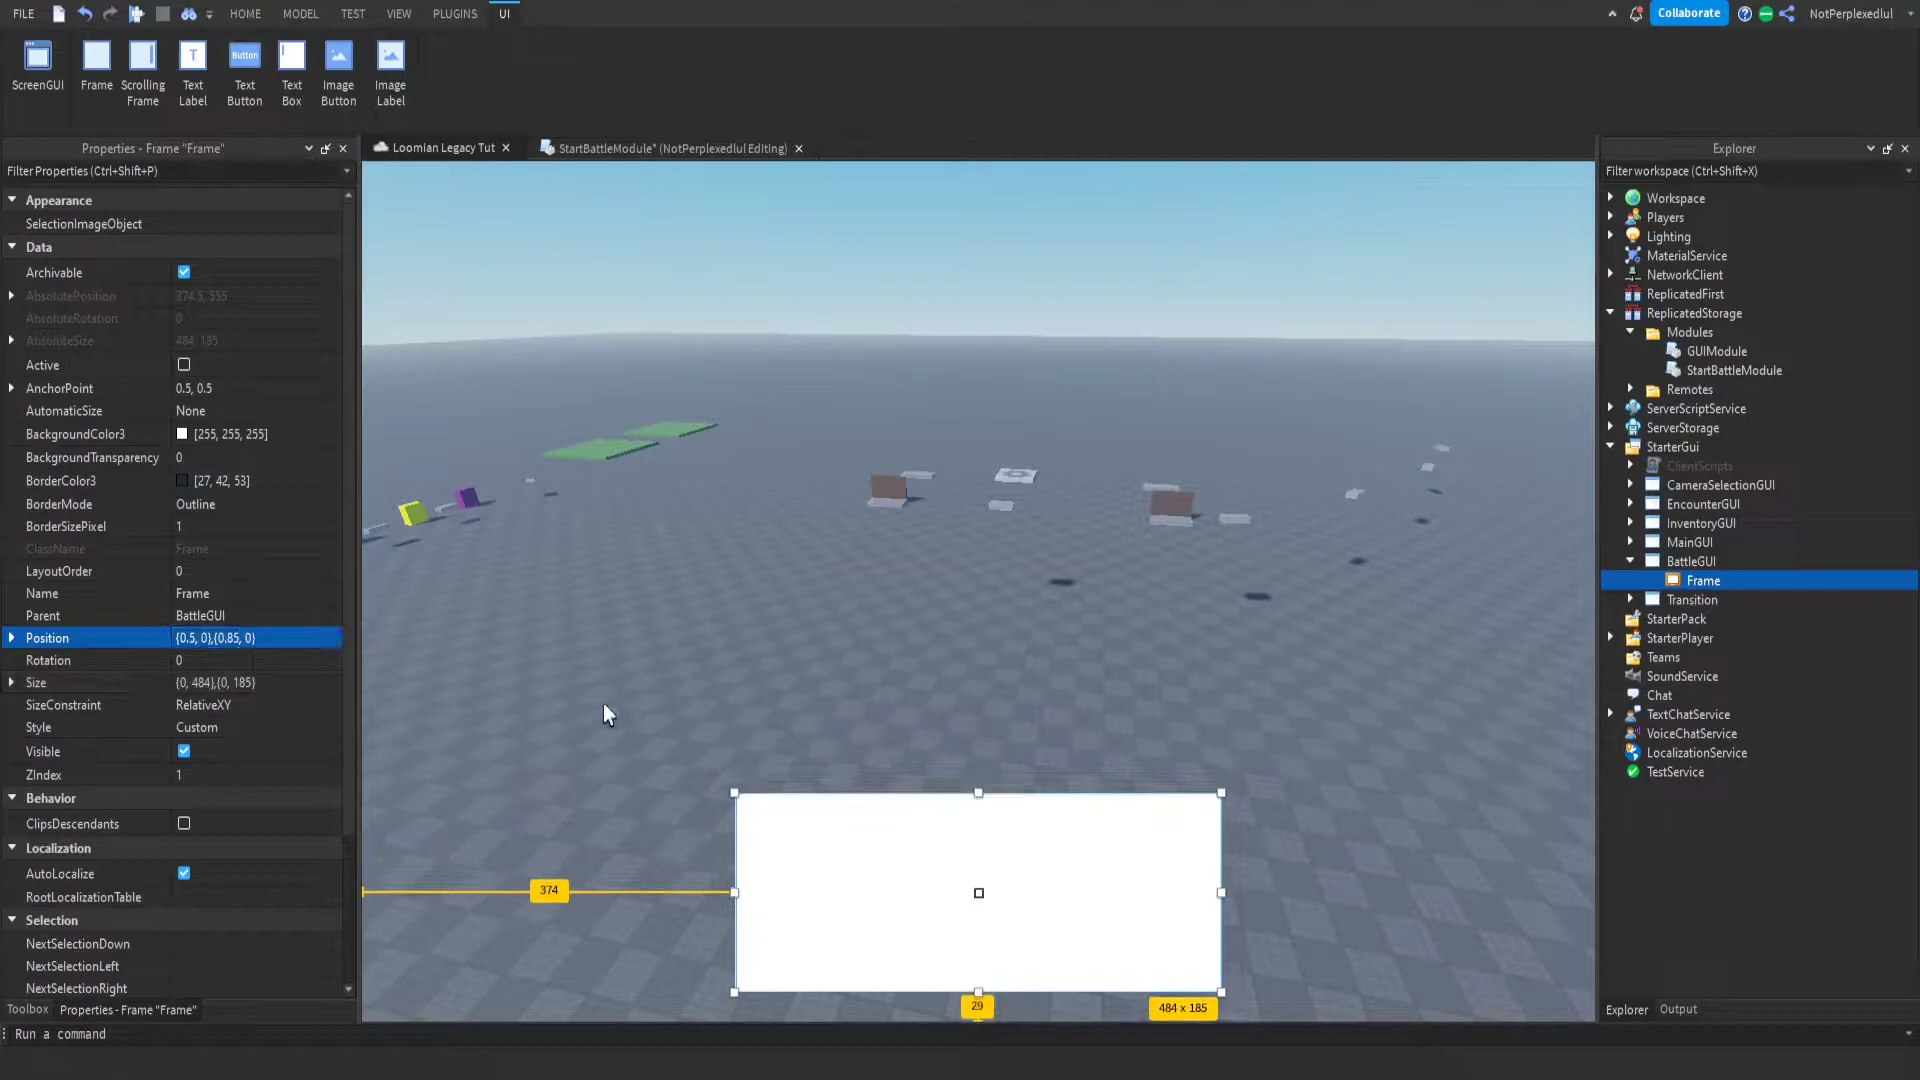 FILE HOME MODEL TEST VIEW PLUGINS UI Collaborate NotPerplexedlul
ScreenGUI Frame Scrolling Frame Text Label Button Text Button Text Box Image Button Image Label
Properties - Frame "Frame"
Filter Properties (Ctrl+Shift+P)
Appearance
SelectionImageObject
Data
Archivable
AbsolutePosition 374.5, 555
AbsoluteRotation 0
AbsoluteSize 484, 185
Active
AnchorPoint 0.5, 0.5
AutomaticSize None
BackgroundColor3 [255, 255, 255]
BackgroundTransparency 0
BorderColor3 [27, 42, 53]
BorderMode Outline
BorderSizePixel 1
ClassName Frame
LayoutOrder 0
Name Frame
Parent BattleGUI
Position {0.5, 0},{0.85, 0}
Rotation 0
Size {0, 484},{0, 185}
SizeConstraint RelativeXY
Style Custom
Visible
ZIndex 1
Behavior
ClipsDescendants
Localization
AutoLocalize
RootLocalizationTable
Selection
NextSelectionDown
NextSelectionLeft
NextSelectionRight
Toolbox Properties - Frame "Frame"
Run a command
Loomian Legacy Tut StartBattleModule* (NotPerplexedlul Editing)
374
29
484 x 185
Explorer
Filter workspace (Ctrl+Shift+X)
Workspace
Players
Lighting
MaterialService
NetworkClient
ReplicatedFirst
ReplicatedStorage
Modules
GUIModule
StartBattleModule
Remotes
ServerScriptService
ServerStorage
StarterGui
ClientScripts
CameraSelectionGUI
EncounterGUI
InventoryGUI
MainGUI
BattleGUI
Frame
Transition
StarterPack
StarterPlayer
Teams
SoundService
Chat
TextChatService
VoiceChatService
LocalizationService
TestService
Explorer Output